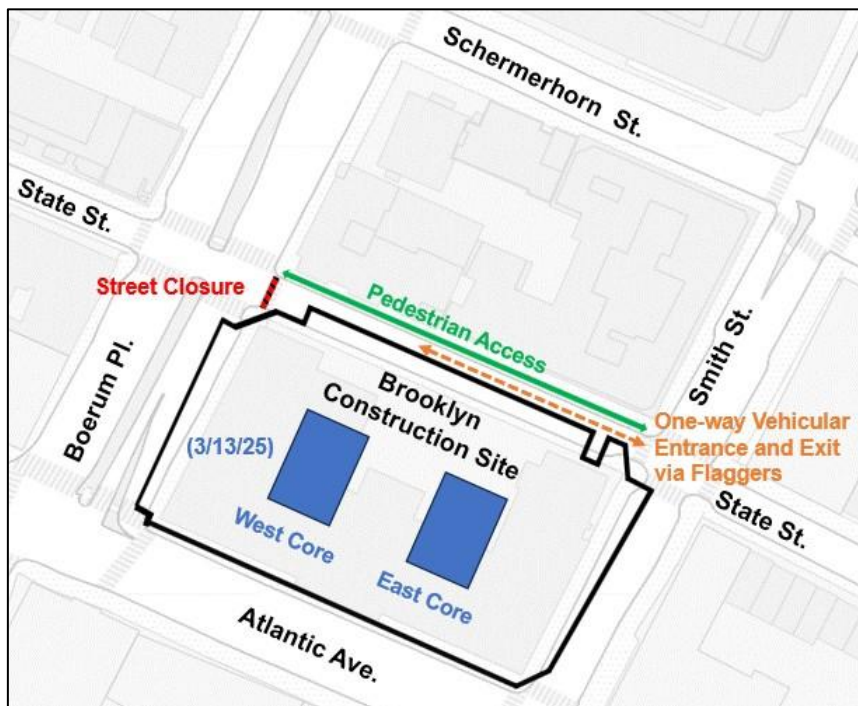 Schermerhorn St.
State St.
Street Closure
Pedestrian Access
Smith St.
Boerum Pl.
Brooklyn
Construction Site
One-way Vehicular
Entrance and Exit
via Flaggers
(3/13/25)
West Core
East Core
State St.
Atlantic Ave.